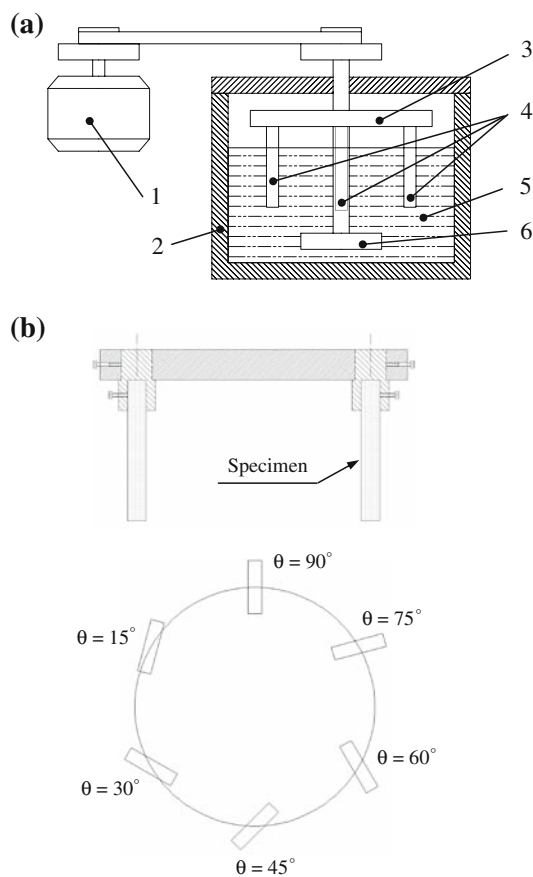 (a)
3
4
1
2
5
6
(b)
Specimen
θ = 90°
θ = 75°
θ = 15°
θ = 60°
θ = 30°
θ = 45°